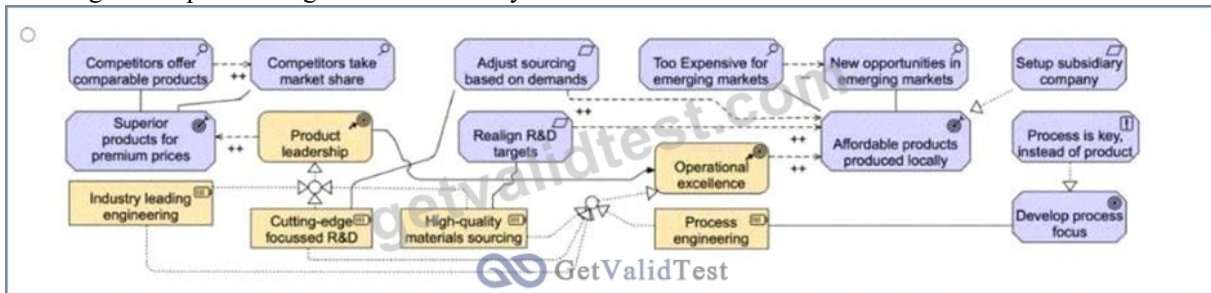 Competitors offer
comparable products
Competitors take
market share
Adjust sourcing
based on demands
Too Expensive for
emerging markets
New opportunities in
emerging markets
Setup subsidiary
company
++
++
++
Superior
products for
premium prices
++
Product
leadership
Realign R&D
targets
++
Operational
excellence
++
Affordable products
produced locally
Process is key,
instead of product
Industry leading
engineering
Cutting-edge
focussed R&D
High-quality
materials sourcing
Process
engineering
Develop process
focus
getvalidtest.com
GetValidTest